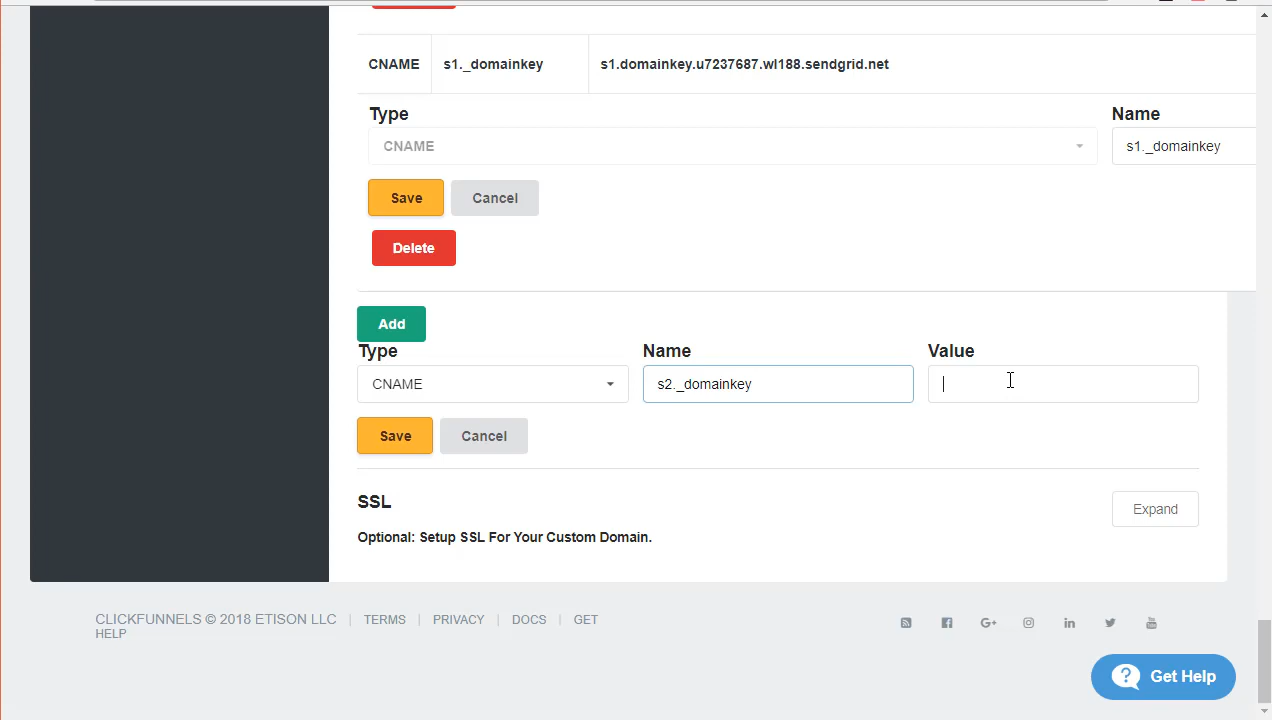 CNAME s1._domainkey s1.domainkey.u7237687.wl188.sendgrid.net
Type Name
CNAME s1._domainkey
Save Cancel
Delete
Add
Type Name Value
CNAME s2._domainkey
Save Cancel
SSL
Expand
Optional: Setup SSL For Your Custom Domain.
CLICKFUNNELS © 2018 ETISON LLC | TERMS | PRIVACY | DOCS | GET
HELP
? Get Help